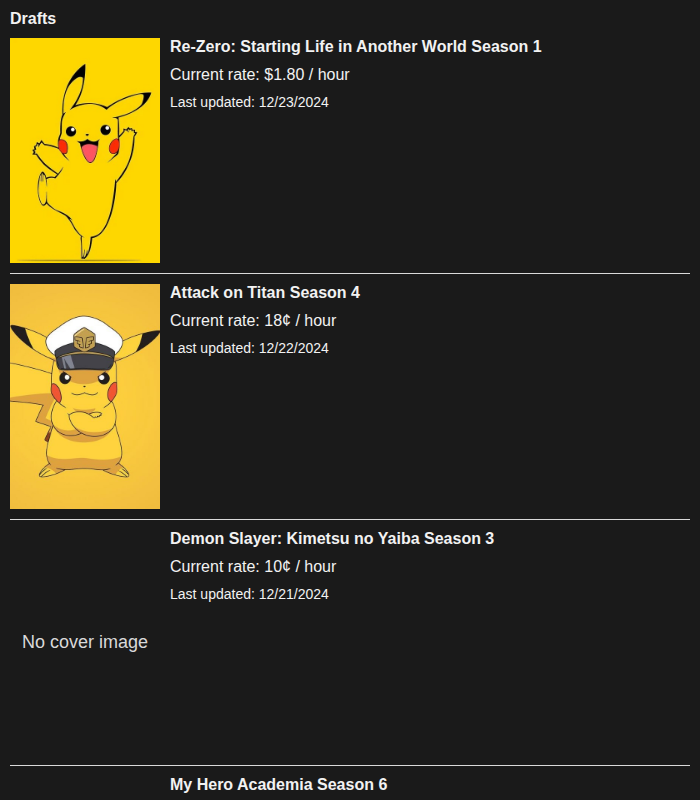 Drafts
Re-Zero: Starting Life in Another World Season 1
Current rate: $1.80 / hour
Last updated: 12/23/2024
Attack on Titan Season 4
Current rate: 18¢ / hour
Last updated: 12/22/2024
Demon Slayer: Kimetsu no Yaiba Season 3
Current rate: 10¢ / hour
Last updated: 12/21/2024
No cover image
My Hero Academia Season 6